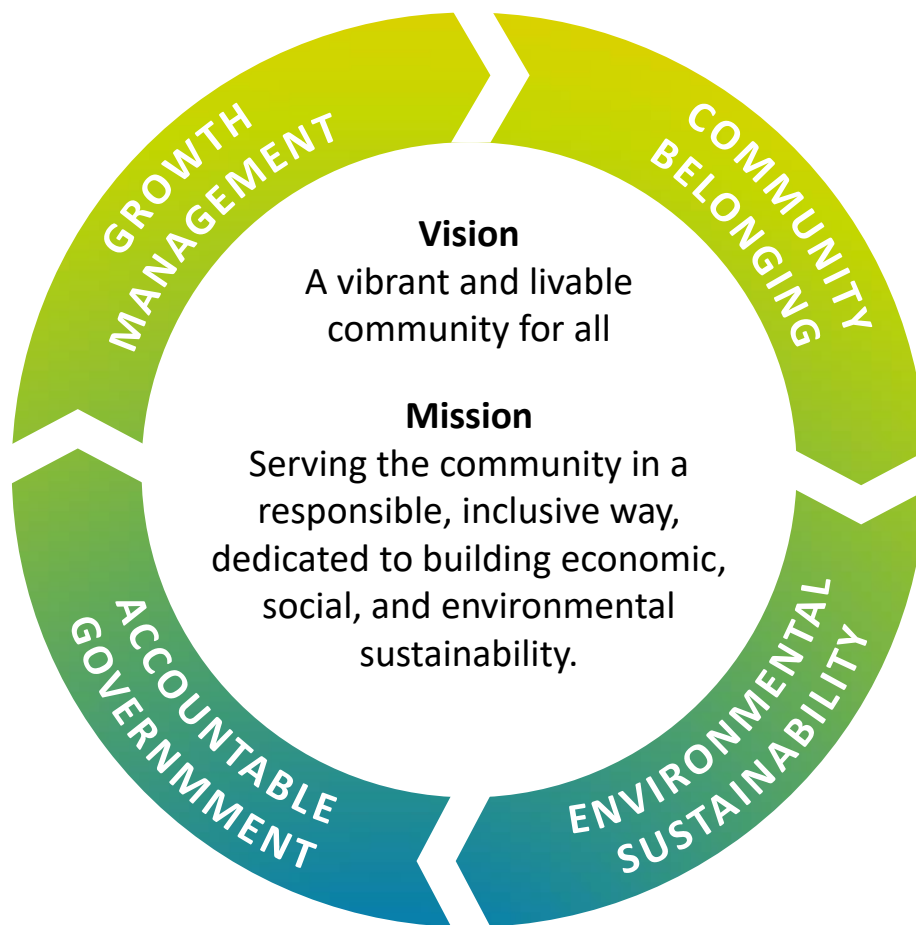 GROWTH
MANAGEMENT
COMMUNITY
BELONGING
Vision
A vibrant and livable
community for all
Mission
Serving the community in a
responsible, inclusive way,
dedicated to building economic,
social, and environmental
sustainability.
ACCOUNTABLE
GOVERNMMENT
ENVIRONMENTAL
SUSTAINABILITY